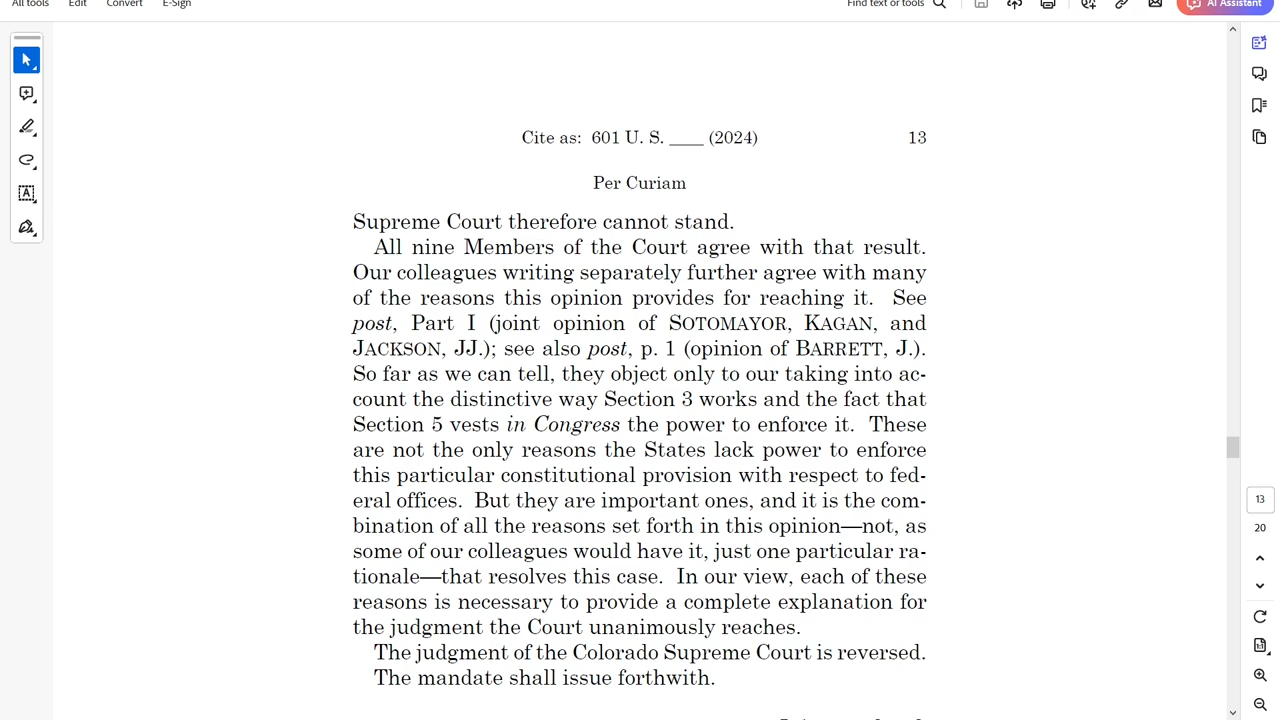 All tools Edit Convert E-Sign Find text or tools AI Assistant
Cite as: 601 U. S. ____ (2024) 13
Per Curiam
Supreme Court therefore cannot stand.
All nine Members of the Court agree with that result.
Our colleagues writing separately further agree with many
of the reasons this opinion provides for reaching it. See
post, Part I (joint opinion of SOTOMAYOR, KAGAN, and
JACKSON, JJ.); see also post, p. 1 (opinion of BARRETT, J.).
So far as we can tell, they object only to our taking into ac-
count the distinctive way Section 3 works and the fact that
Section 5 vests in Congress the power to enforce it. These
are not the only reasons the States lack power to enforce
this particular constitutional provision with respect to fed-
eral offices. But they are important ones, and it is the com-
bination of all the reasons set forth in this opinion—not, as
some of our colleagues would have it, just one particular ra-
tionale—that resolves this case. In our view, each of these
reasons is necessary to provide a complete explanation for
the judgment the Court unanimously reaches.
The judgment of the Colorado Supreme Court is reversed.
The mandate shall issue forthwith.
13
20